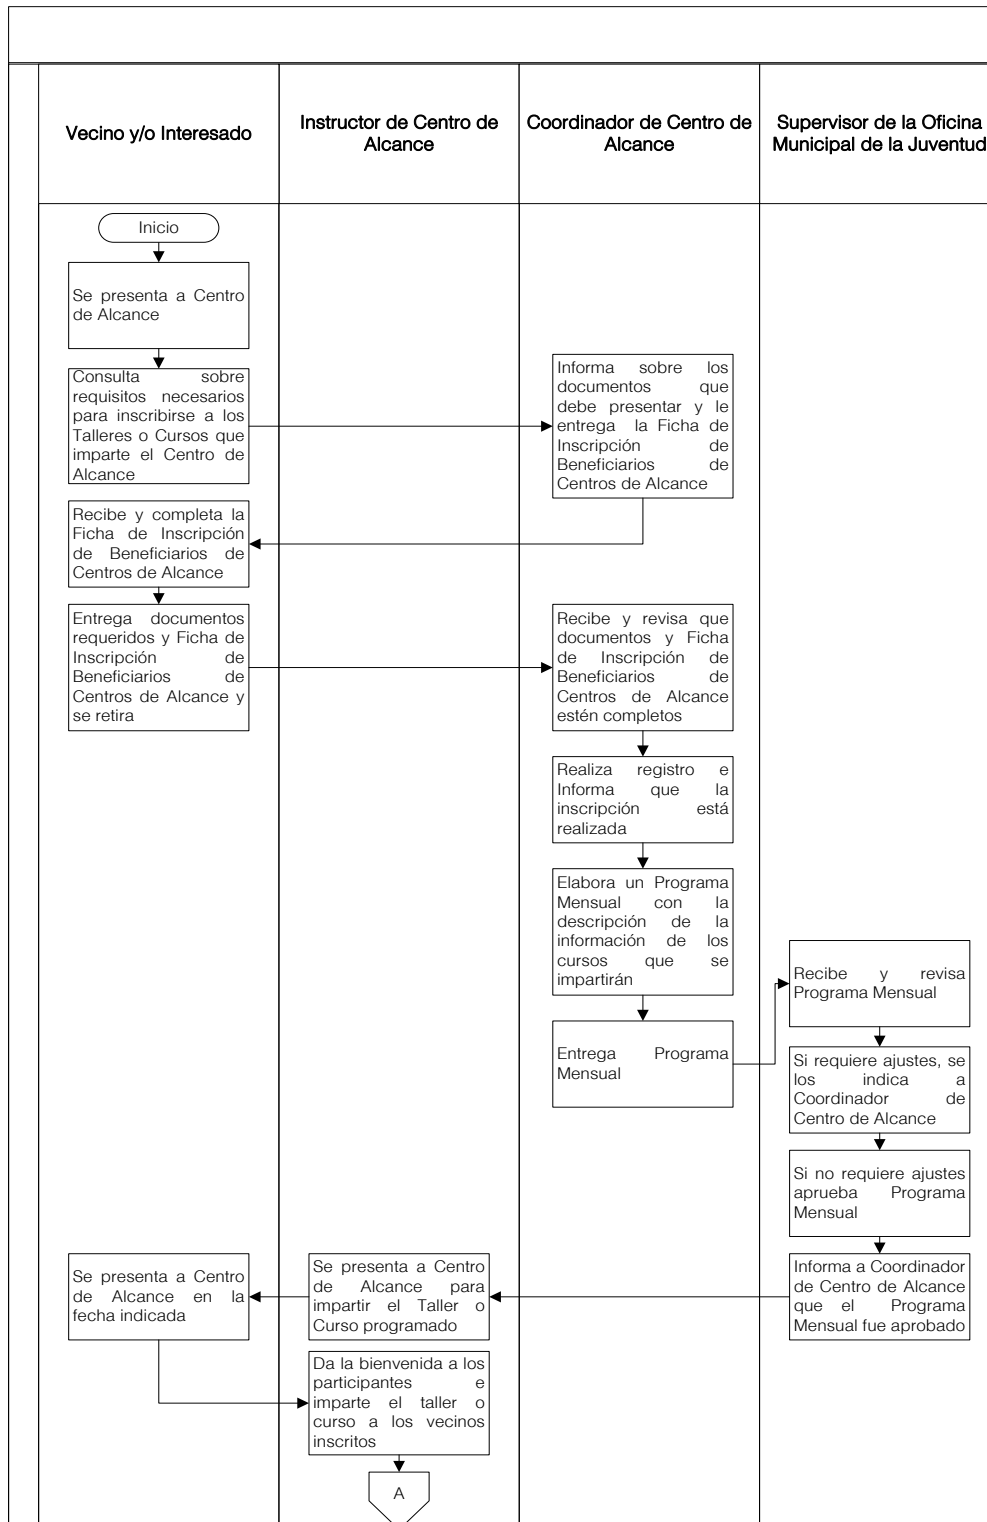 Vecino y/o Interesado
Instructor de Centro de
Alcance
Coordinador de Centro de
Alcance
Supervisor de la Oficina
Municipal de la Juventud
Inicio
Se presenta a Centro
de Alcance
Consulta sobre
requisitos necesarios
para inscribirse a los
Talleres o Cursos que
imparte el Centro de
Alcance
Informa sobre los
documentos que
debe presentar y le
entrega la Ficha de
Inscripción de
Beneficiarios de
Centros de Alcance
Recibe y completa la
Ficha de Inscripción
de Beneficiarios de
Centros de Alcance
Entrega documentos
requeridos y Ficha de
Inscripción de
Beneficiarios de
Centros de Alcance y
se retira
Recibe y revisa que
documentos y Ficha
de Inscripción de
Beneficiarios de
Centros de Alcance
estén completos
Realiza registro e
Informa que la
inscripción está
realizada
Elabora un Programa
Mensual con la
descripción de la
información de los
cursos que se
impartirán
Entrega Programa
Mensual
Recibe y revisa
Programa Mensual
Si requiere ajustes, se
los indica a
Coordinador de
Centro de Alcance
Si no requiere ajustes
aprueba Programa
Mensual
Informa a Coordinador
de Centro de Alcance
que el Programa
Mensual fue aprobado
Se presenta a Centro
de Alcance para
impartir el Taller o
Curso programado
Se presenta a Centro
de Alcance en la
fecha indicada
Da la bienvenida a los
participantes e
imparte el taller o
curso a los vecinos
inscritos
A